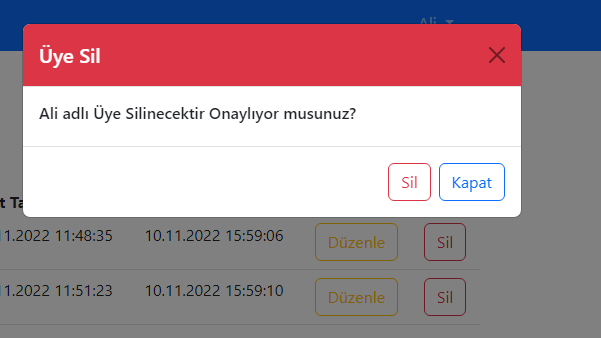 Ali
Üye Sil
Ali adlı Üye Silinecektir Onaylıyor musunuz?
Sil Kapat
11.2022 11:48:35 10.11.2022 15:59:06 Düzenle Sil
11.2022 11:51:23 10.11.2022 15:59:10 Düzenle Sil